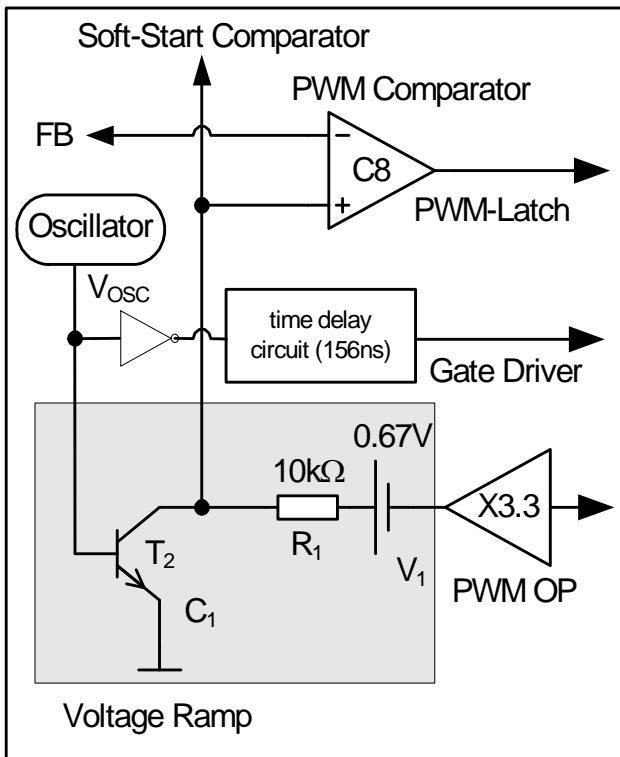 Soft-Start Comparator
PWM Comparator
FB
−
C8
+
PWM-Latch
Oscillator
V_OSC
time delay
circuit (156ns)
Gate Driver
0.67V
10kΩ
X3.3
R₁
T₂
V₁
PWM OP
C₁
Voltage Ramp